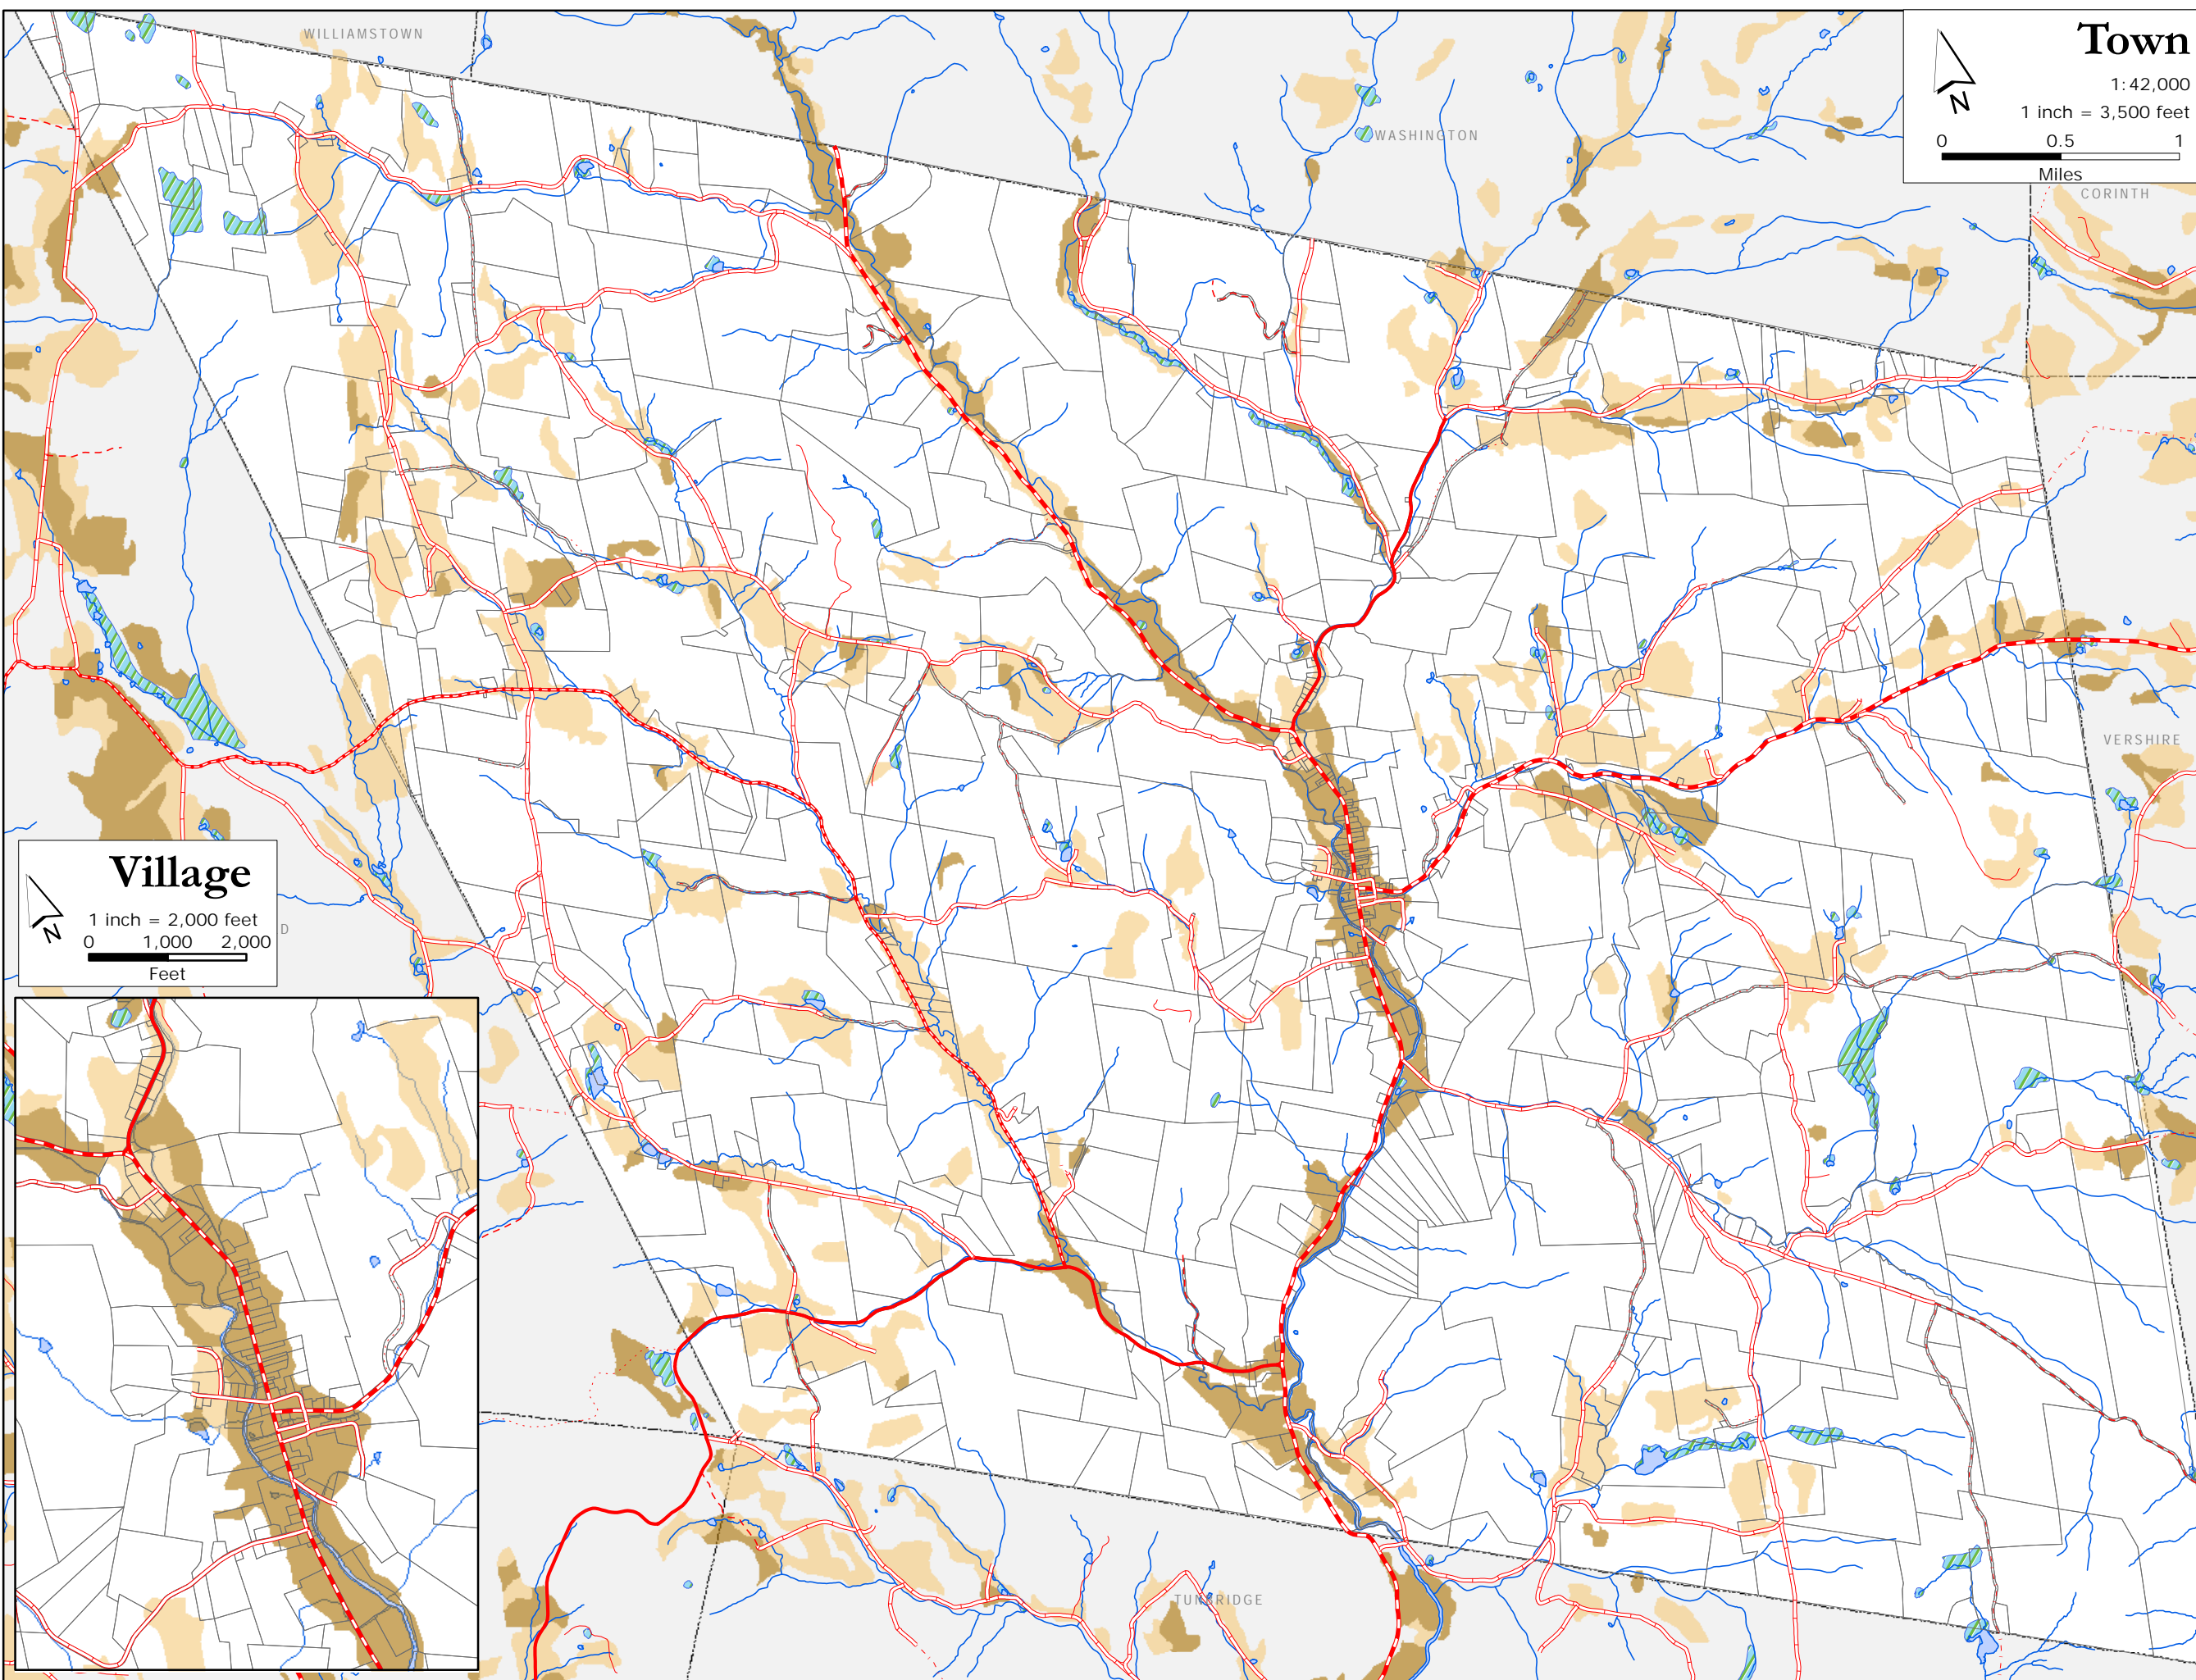 WILLIAMSTOWN
WASHINGTON
Town
N
1:42,000
1 inch = 3,500 feet
0 0.5 1
Miles
CORINTH
VERSHIRE
Village
N
1 inch = 2,000 feet
0 1,000 2,000
Feet
D
TUNBRIDGE